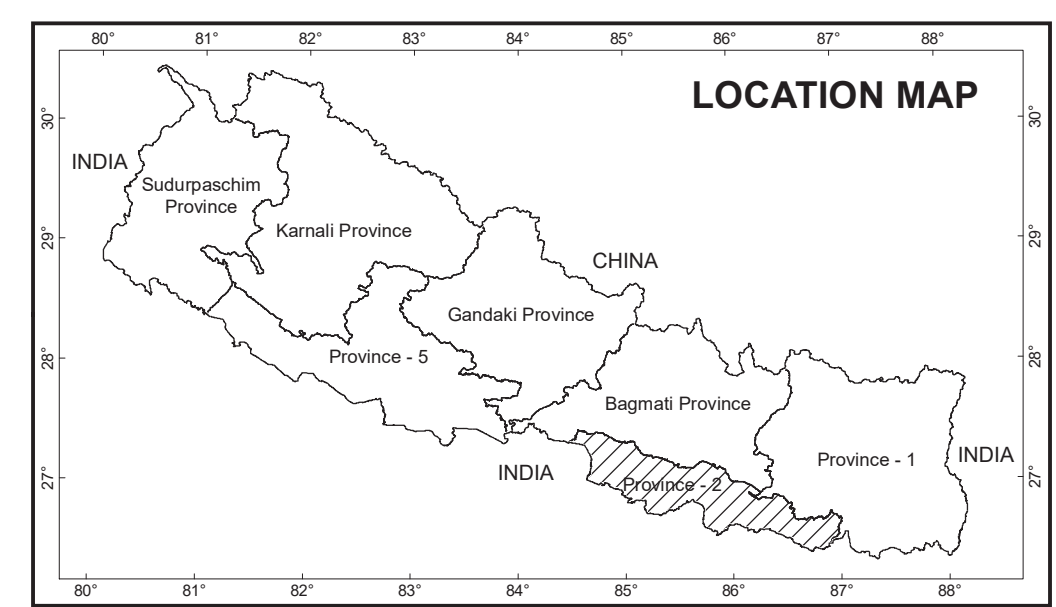 80° 81° 82° 83° 84° 85° 86° 87° 88°
LOCATION MAP
30° 30°
INDIA
Sudurpaschim
Province
Karnali Province
29° 29°
CHINA
Gandaki Province
28° 28°
Province - 5
Bagmati Province
INDIA
Province - 1
INDIA
27° 27°
Province - 2
80° 81° 82° 83° 84° 85° 86° 87° 88°